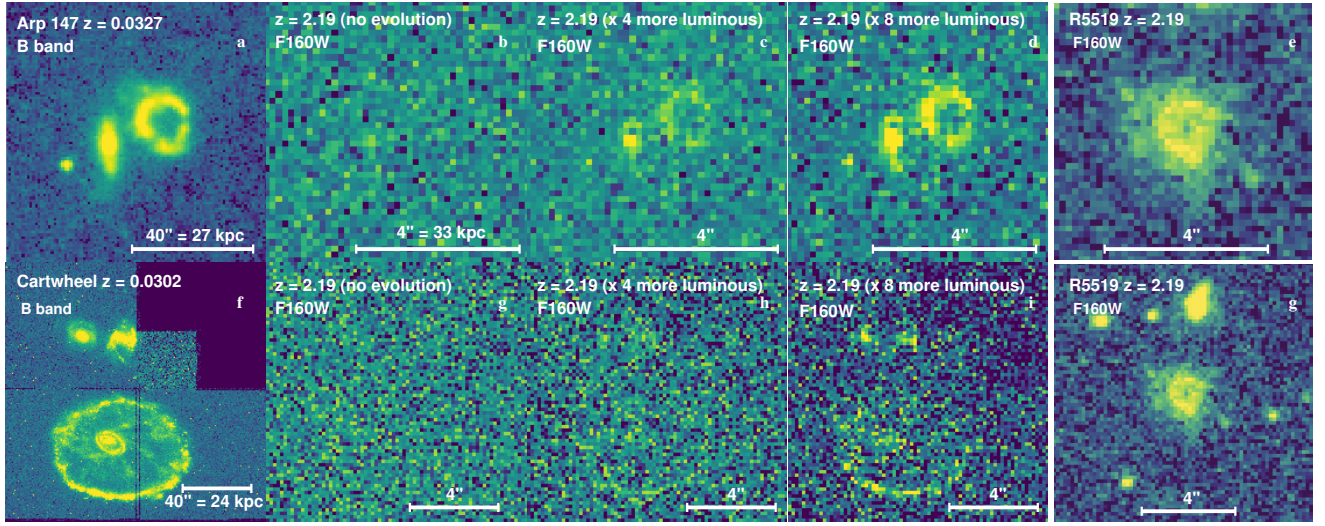 Arp 147 z = 0.0327
B band
a
40" = 27 kpc
z = 2.19 (no evolution)
F160W
b
4" = 33 kpc
z = 2.19 (x 4 more luminous)
F160W
c
4"
z = 2.19 (x 8 more luminous)
F160W
d
4"
R5519 z = 2.19
F160W
e
4"
Cartwheel z = 0.0302
B band
f
40" = 24 kpc
z = 2.19 (no evolution)
F160W
g
4"
z = 2.19 (x 4 more luminous)
F160W
h
4"
z = 2.19 (x 8 more luminous)
F160W
i
4"
R5519 z = 2.19
F160W
g
4"